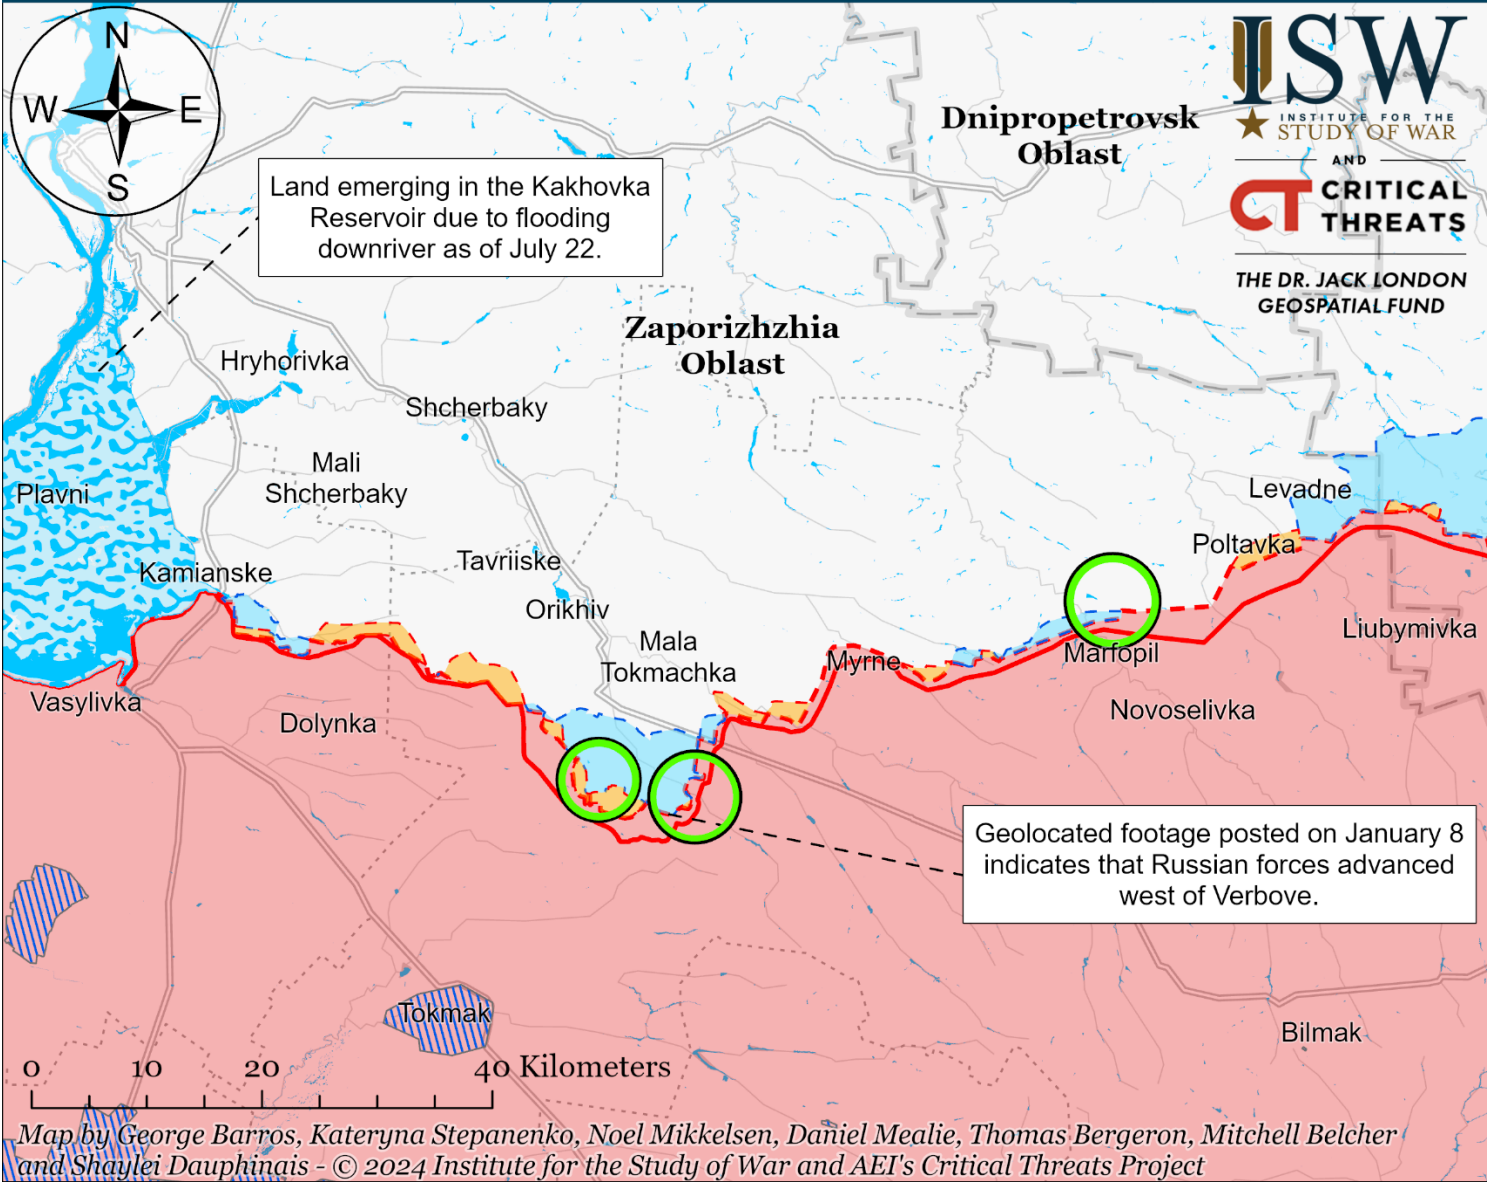 N
W E
S
ISW
INSTITUTE FOR THE
STUDY OF WAR
AND
CT CRITICAL
THREATS
THE DR. JACK LONDON
GEOSPATIAL FUND
Dnipropetrovsk
Oblast
Land emerging in the Kakhovka
Reservoir due to flooding
downriver as of July 22.
Zaporizhzhia
Oblast
Hryhorivka
Shcherbaky
Mali
Shcherbaky
Plavni
Levadne
Poltavka
Tavriiske
Kamianske
Orikhiv
Liubymivka
Mala
Tokmachka
Myrne
Marfopil
Vasylivka
Dolynka
Novoselivka
Geolocated footage posted on January 8
indicates that Russian forces advanced
west of Verbove.
Tokmak
Bilmak
0 10 20 40 Kilometers
Map by George Barros, Kateryna Stepanenko, Noel Mikkelsen, Daniel Mealie, Thomas Bergeron, Mitchell Belcher
and Shaylei Dauphinais - © 2024 Institute for the Study of War and AEI's Critical Threats Project